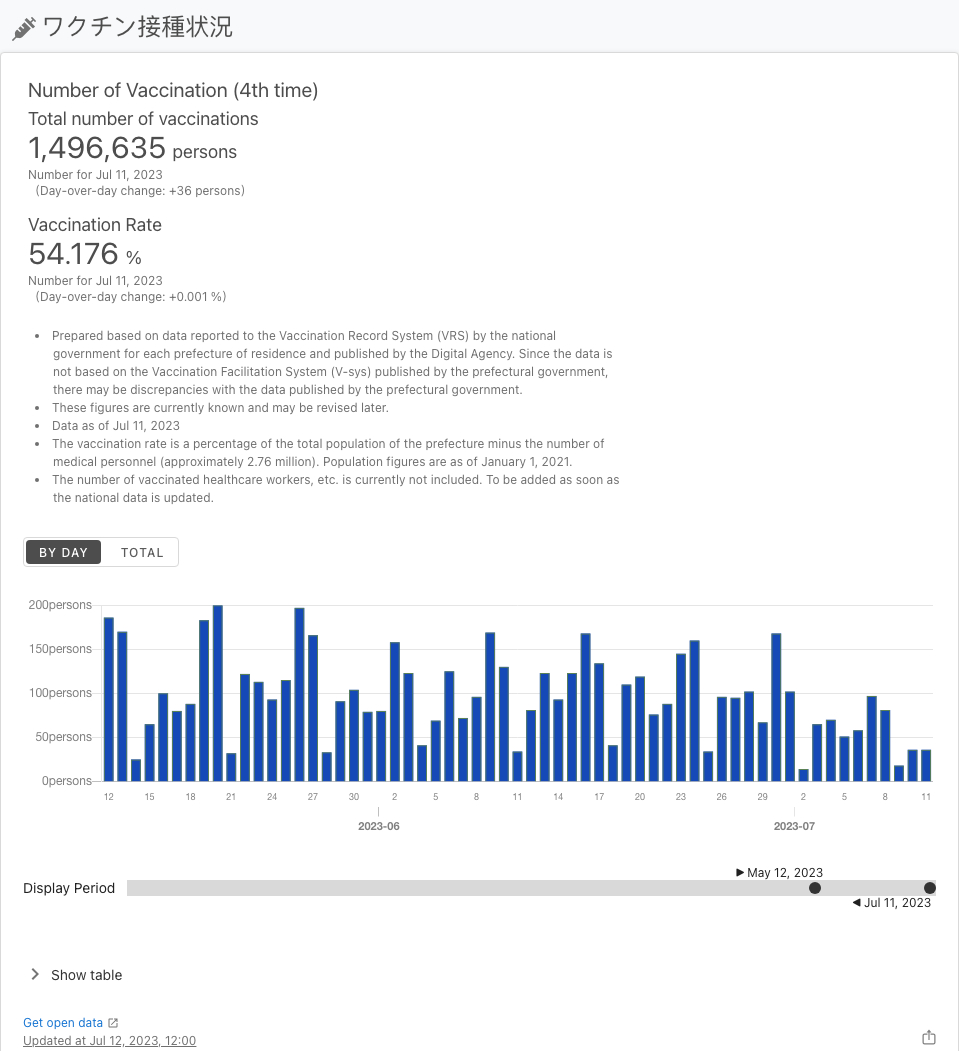 ワクチン接種状況
Number of Vaccination (4th time)
Total number of vaccinations
1,496,635 persons
Number for Jul 11, 2023
(Day-over-day change: +36 persons)
Vaccination Rate
54.176 %
Number for Jul 11, 2023
(Day-over-day change: +0.001 %)
• Prepared based on data reported to the Vaccination Record System (VRS) by the national
government for each prefecture of residence and published by the Digital Agency. Since the data is
not based on the Vaccination Facilitation System (V-sys) published by the prefectural government,
there may be discrepancies with the data published by the prefectural government.
• These figures are currently known and may be revised later.
• Data as of Jul 11, 2023
• The vaccination rate is a percentage of the total population of the prefecture minus the number of
medical personnel (approximately 2.76 million). Population figures are as of January 1, 2021.
• The number of vaccinated healthcare workers, etc. is currently not included. To be added as soon as
the national data is updated.
BY DAY TOTAL
200persons
150persons
100persons
50persons
0persons
12 15 18 21 24 27 30 2 5 8 11 14 17 20 23 26 29 2 5 8 11
2023-06 2023-07
May 12, 2023
Display Period
Jul 11, 2023
Show table
Get open data
Updated at Jul 12, 2023, 12:00